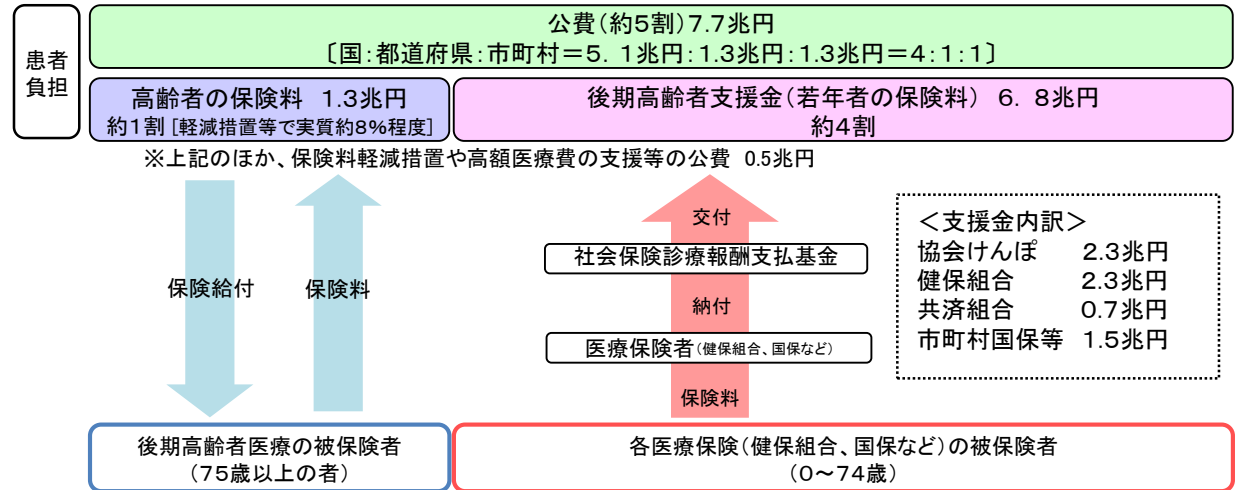 患者
負担
公費(約5割)7.7兆円
〔国:都道府県:市町村=5.1兆円:1.3兆円:1.3兆円=4:1:1〕
高齢者の保険料 1.3兆円
約1割 [軽減措置等で実質約8%程度]
後期高齢者支援金(若年者の保険料) 6.8兆円
約4割
※上記のほか、保険料軽減措置や高額医療費の支援等の公費 0.5兆円
保険給付
保険料
交付
社会保険診療報酬支払基金
納付
医療保険者(健保組合、国保など)
保険料
<支援金内訳>
協会けんぽ 2.3兆円
健保組合 2.3兆円
共済組合 0.7兆円
市町村国保等 1.5兆円
後期高齢者医療の被保険者
(75歳以上の者)
各医療保険(健保組合、国保など)の被保険者
(0~74歳)